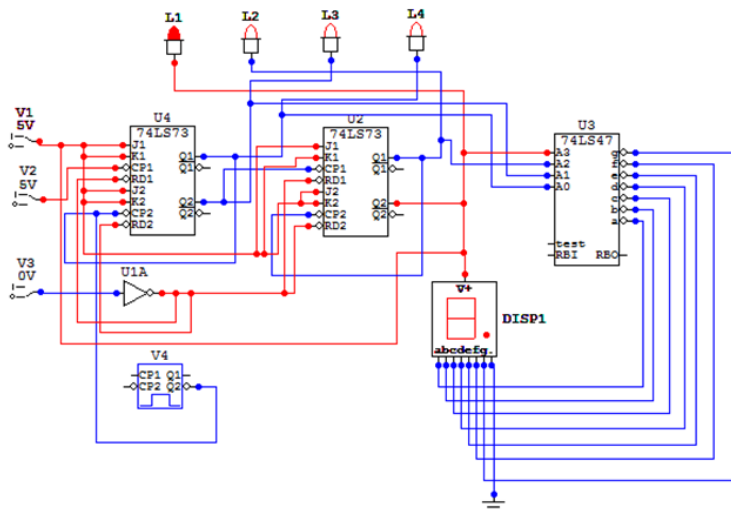 L1 L2 L3 L4
V1
5V
V2
5V
V3
0V
U4
74LS73
J1
K1
CP1
RD1
J2
K2
CP2
RD2
Q1
Q1
Q2
Q2
U2
74LS73
J1
K1
CP1
RD1
J2
K2
CP2
RD2
Q1
Q1
Q2
Q2
U3
74LS47
A3
A2
A1
A0
test
RBI
g
f
e
d
c
b
a
RBO
U1A
V4
CP1 Q1
CP2 Q2
V+
DISP1
abcdefg.